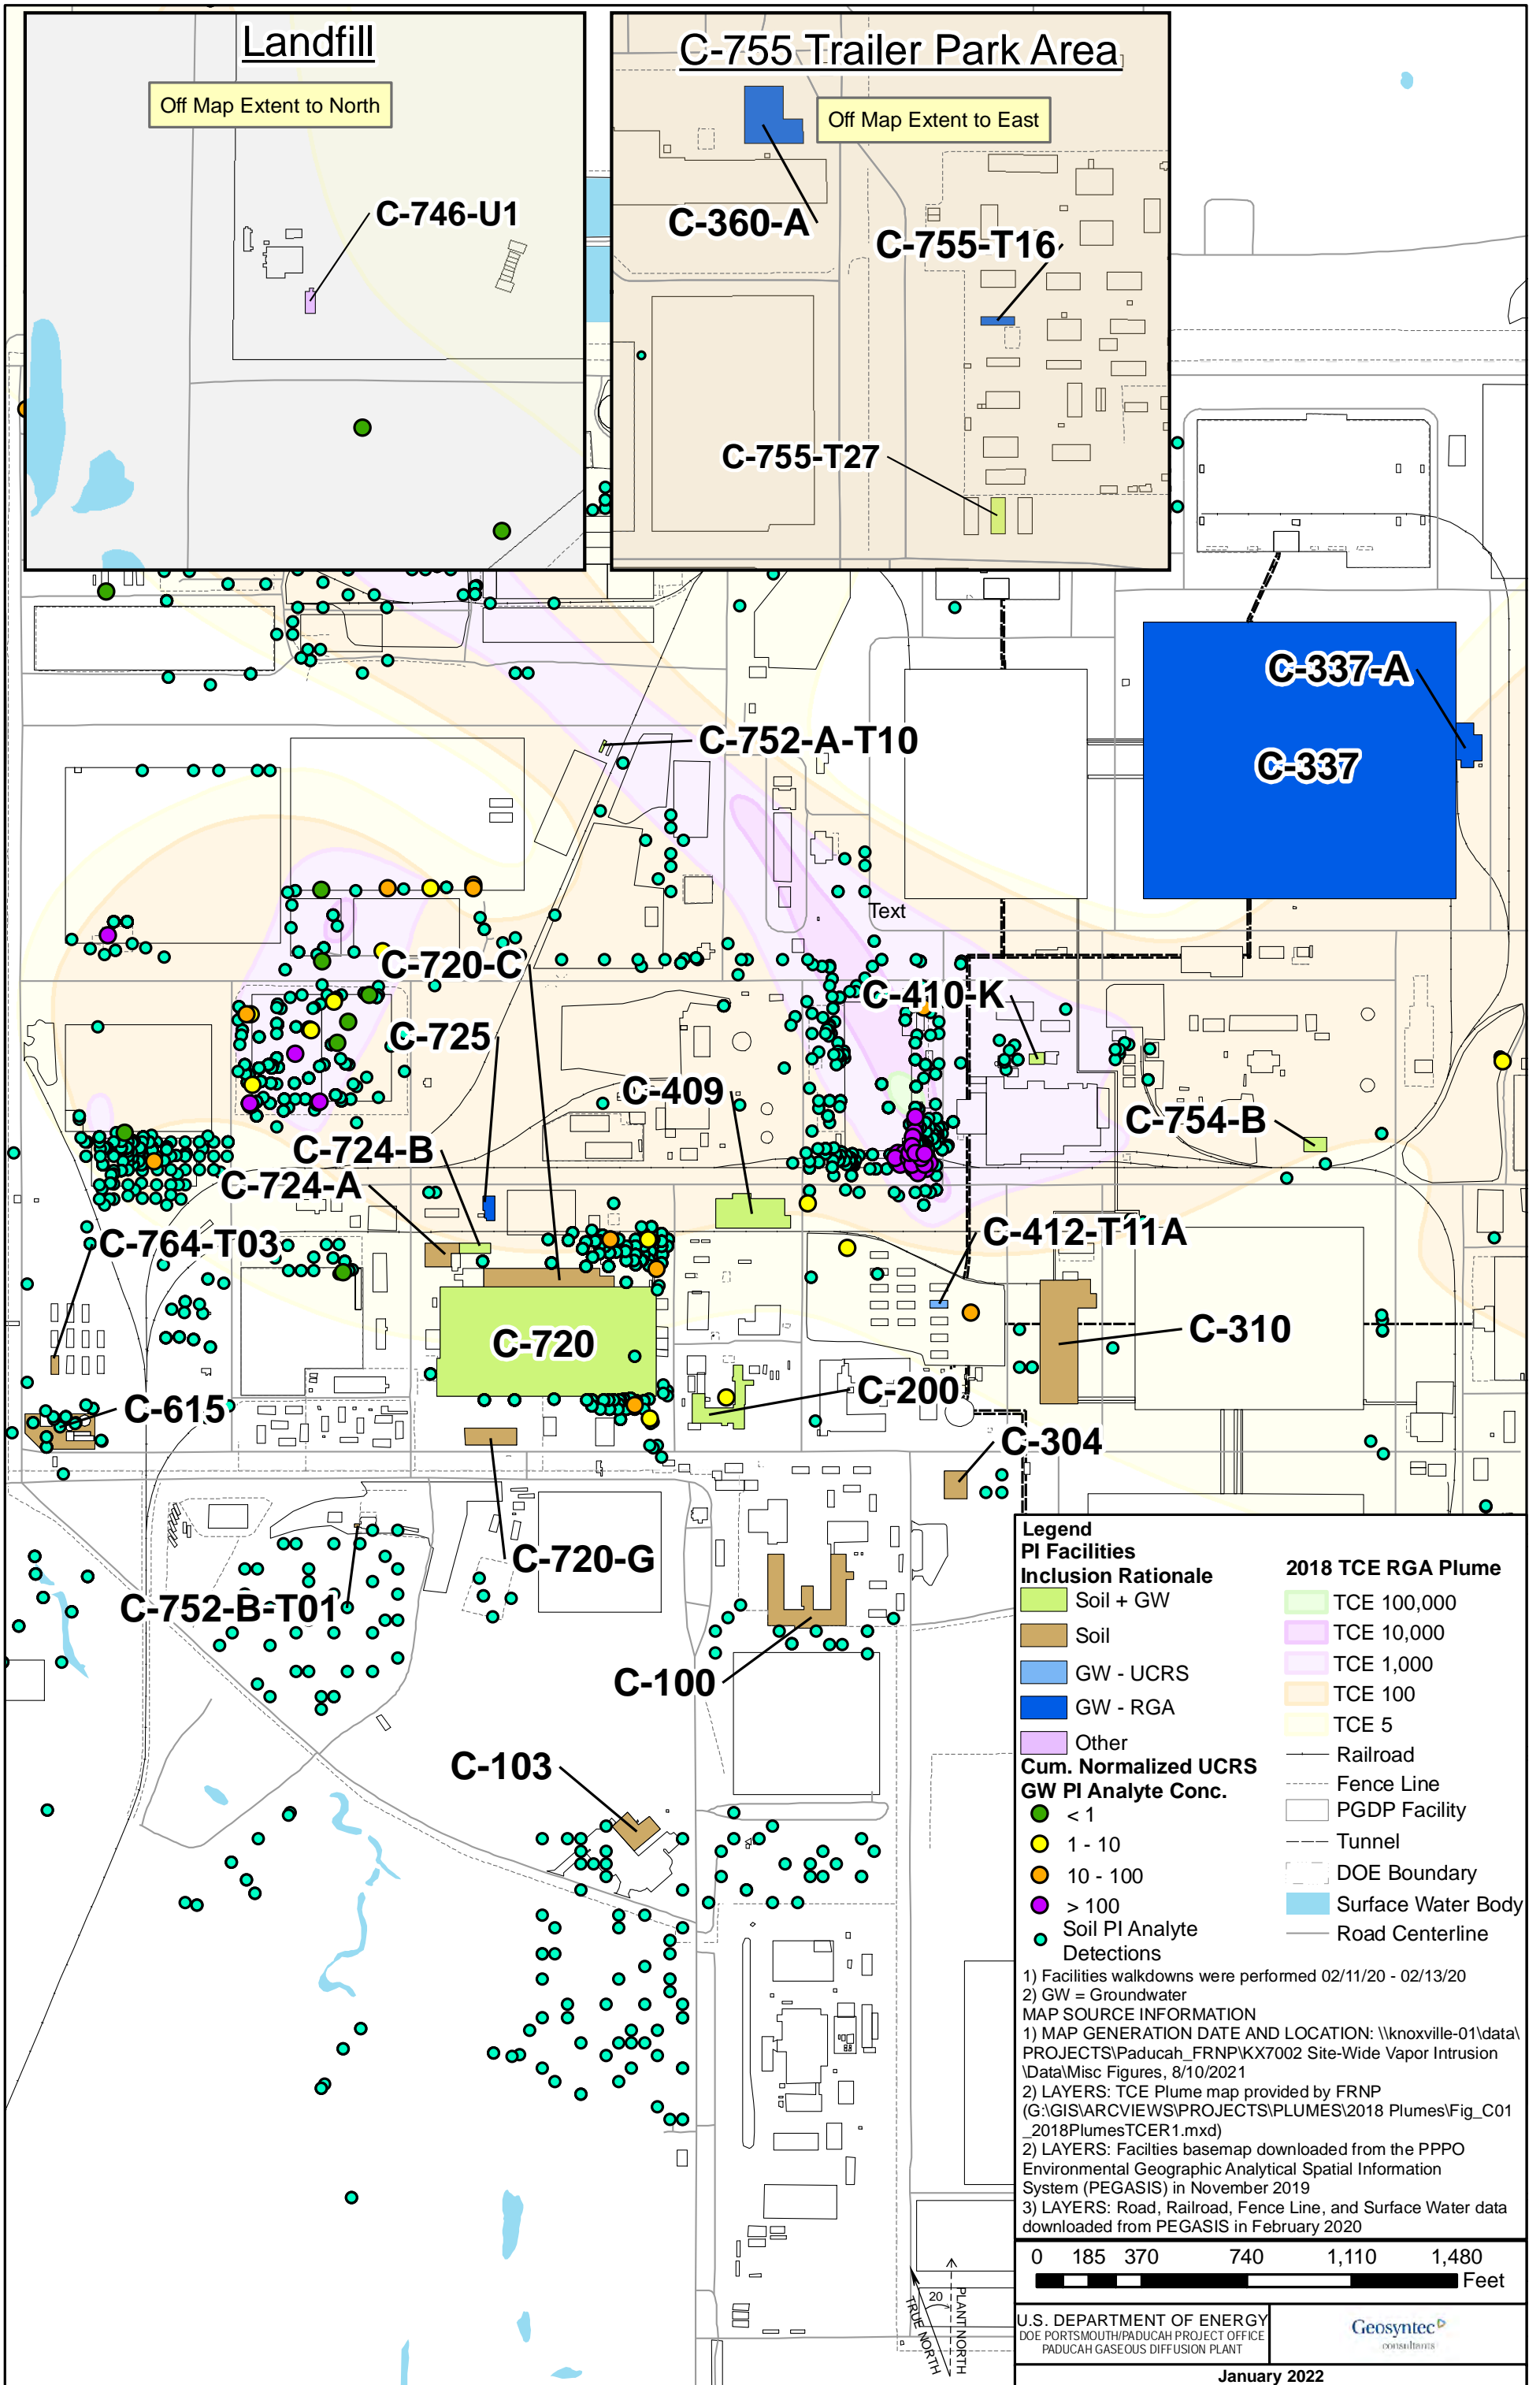 Landfill
Off Map Extent to North
C-746-U1
C-755 Trailer Park Area
Off Map Extent to East
C-360-A
C-755-T16
C-755-T27
C-337-A
C-337
C-752-A-T10
Text
C-720-C
C-410-K
C-725
C-409
C-754-B
C-724-B
C-724-A
C-764-T03
C-412-T11A
C-720
C-310
C-200
C-615
C-304
C-720-G
C-752-B-T01
C-100
C-103
Legend
PI Facilities
Inclusion Rationale
Soil + GW
Soil
GW - UCRS
GW - RGA
Other
Cum. Normalized UCRS
GW PI Analyte Conc.
< 1
1 - 10
10 - 100
> 100
Soil PI Analyte
Detections
2018 TCE RGA Plume
TCE 100,000
TCE 10,000
TCE 1,000
TCE 100
TCE 5
Railroad
Fence Line
PGDP Facility
Tunnel
DOE Boundary
Surface Water Body
Road Centerline
1) Facilities walkdowns were performed 02/11/20 - 02/13/20
2) GW = Groundwater
MAP SOURCE INFORMATION
1) MAP GENERATION DATE AND LOCATION: \\knoxville-01\data\
PROJECTS\Paducah_FRNP\KX7002 Site-Wide Vapor Intrusion
\Data\Misc Figures, 8/10/2021
2) LAYERS: TCE Plume map provided by FRNP
(G:\GIS\ARCVIEWS\PROJECTS\PLUMES\2018 Plumes\Fig_C01
_2018PlumesTCER1.mxd)
2) LAYERS: Facilties basemap downloaded from the PPPO
Environmental Geographic Analytical Spatial Information
System (PEGASIS) in November 2019
3) LAYERS: Road, Railroad, Fence Line, and Surface Water data
downloaded from PEGASIS in February 2020
0 185 370 740 1,110 1,480
Feet
20
TRUE NORTH
PLANT NORTH
U.S. DEPARTMENT OF ENERGY
DOE PORTSMOUTH/PADUCAH PROJECT OFFICE
PADUCAH GASEOUS DIFFUSION PLANT
Geosyntec
consultants
January 2022